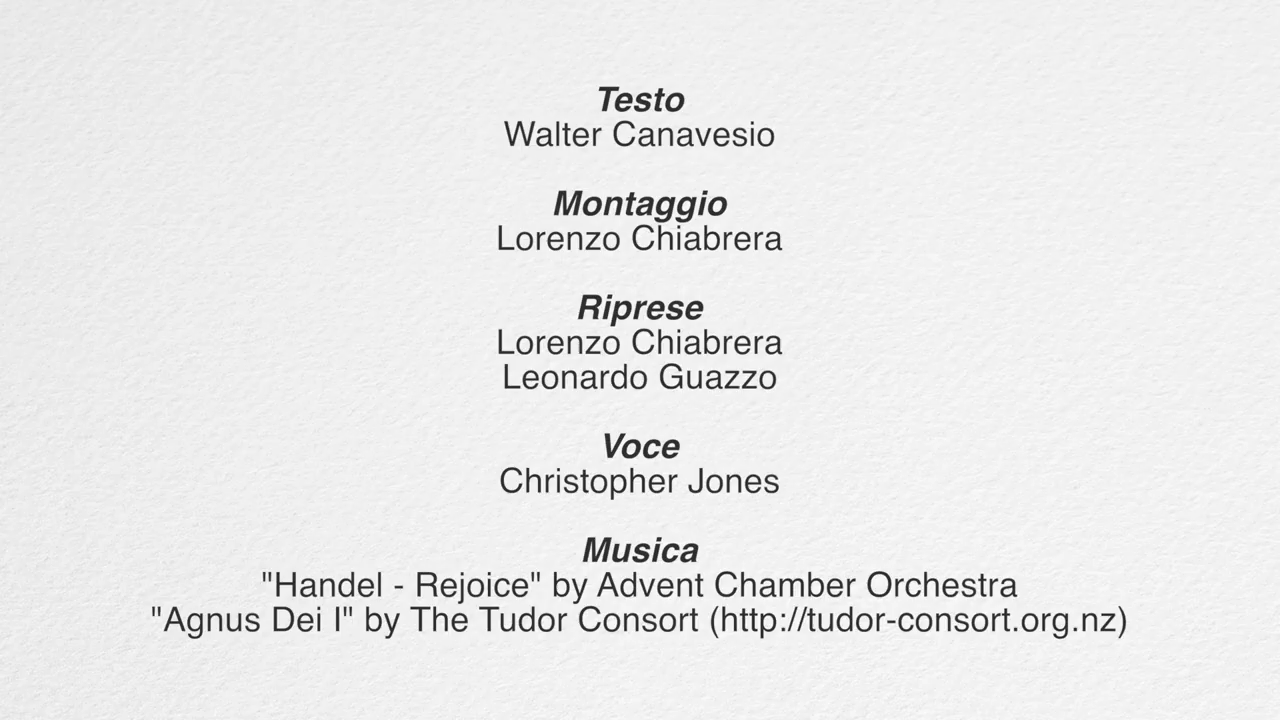 Testo
Walter Canavesio
Montaggio
Lorenzo Chiabrera
Riprese
Lorenzo Chiabrera
Leonardo Guazzo
Voce
Christopher Jones
Musica
"Handel - Rejoice" by Advent Chamber Orchestra
"Agnus Dei I" by The Tudor Consort (http://tudor-consort.org.nz)